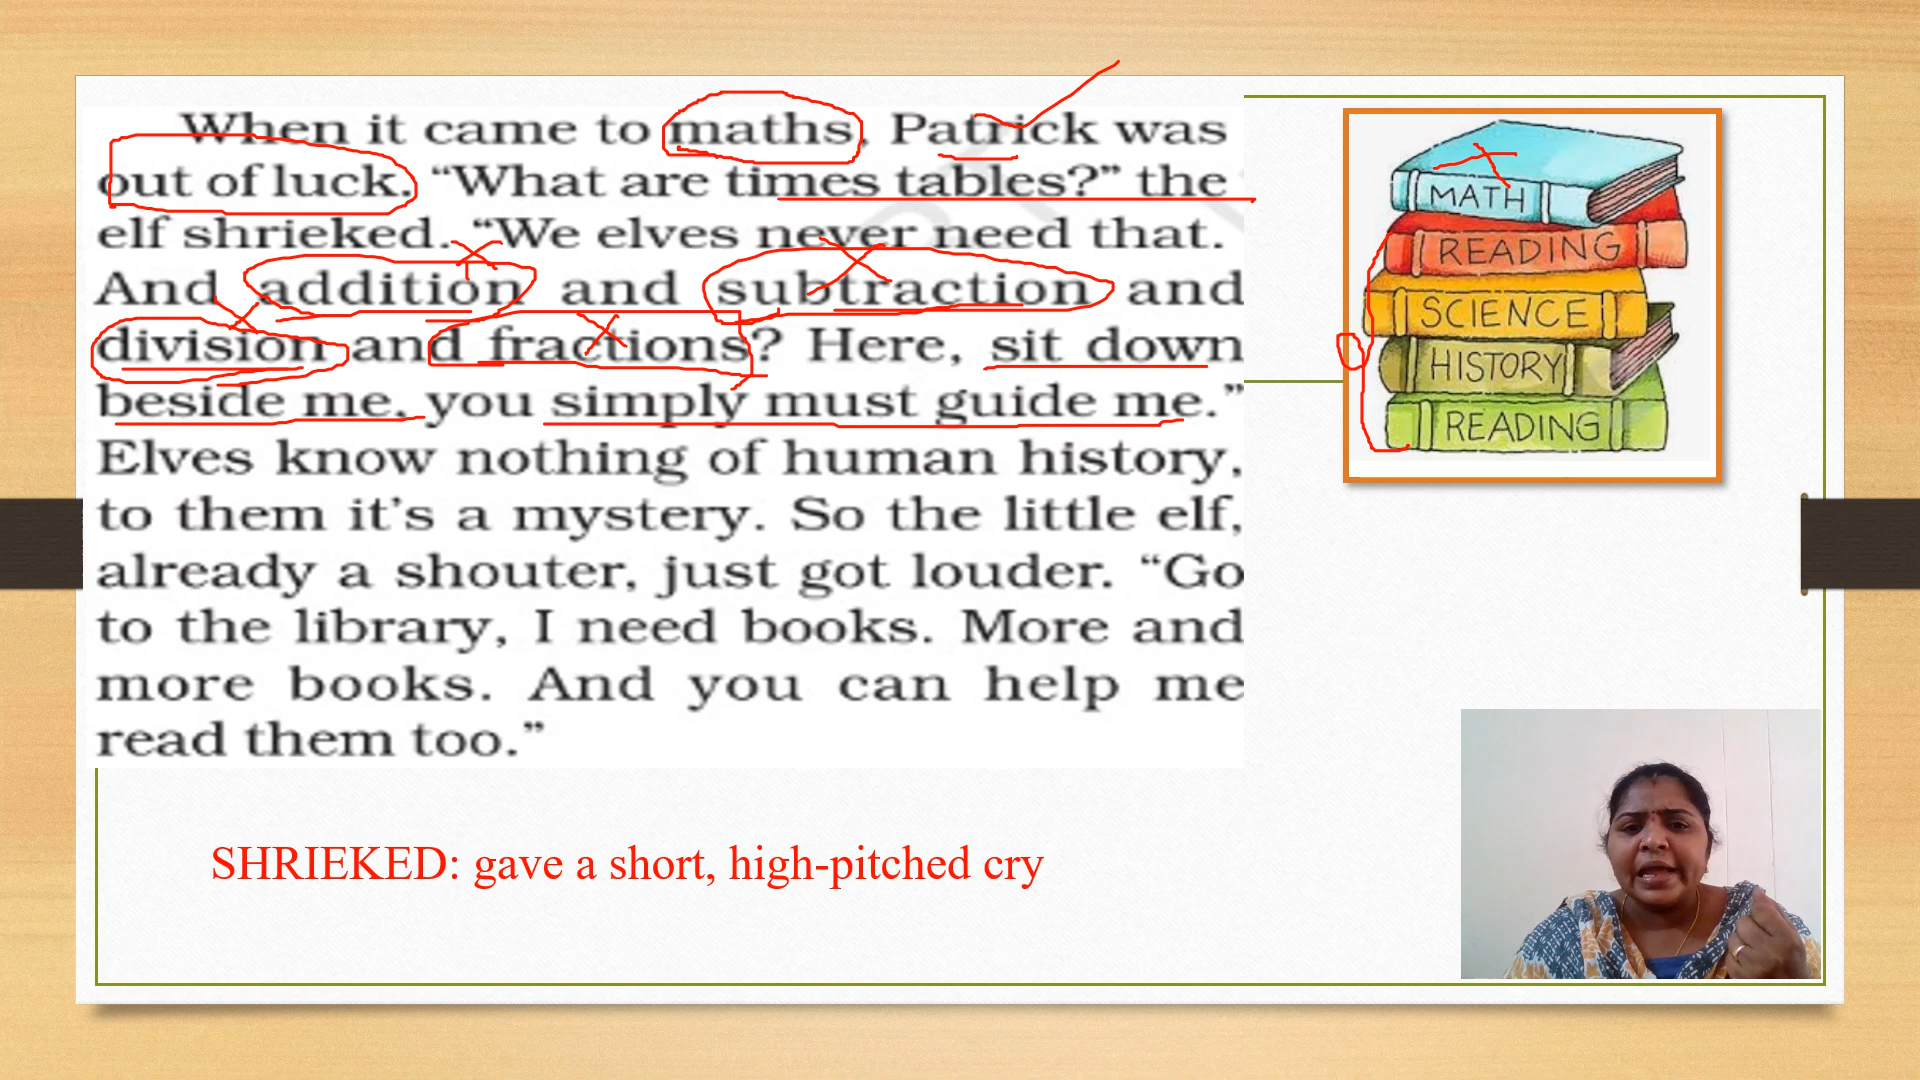 When it came to maths, Patrick was
out of luck. “What are times tables?” the
elf shrieked. “We elves never need that.
And addition and subtraction and
division and fractions? Here, sit down
beside me, you simply must guide me.”
Elves know nothing of human history,
to them it’s a mystery. So the little elf,
already a shouter, just got louder. “Go
to the library, I need books. More and
more books. And you can help me
read them too.”
MATH
READING
SCIENCE
HISTORY
READING
SHRIEKED: gave a short, high-pitched cry